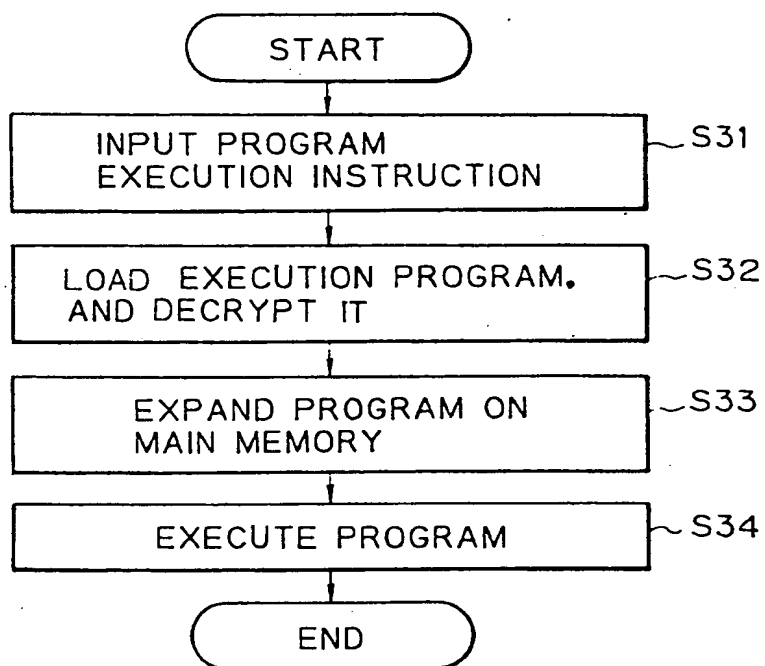 START
INPUT PROGRAM
EXECUTION INSTRUCTION
S31
LOAD EXECUTION PROGRAM.
AND DECRYPT IT
S32
EXPAND PROGRAM ON
MAIN MEMORY
S33
EXECUTE PROGRAM
S34
END